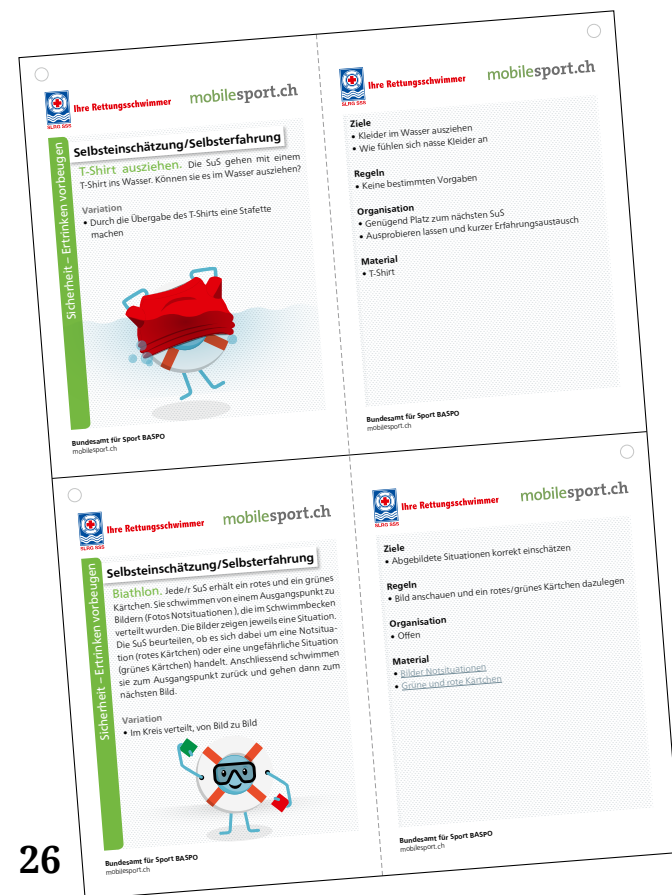 SLRG SSS
Ihre Rettungsschwimmer
mobilesport.ch
Sicherheit – Ertrinken vorbeugen
Selbsteinschätzung/Selbsterfahrung
T-Shirt ausziehen. Die SuS gehen mit einem
T-Shirt ins Wasser. Können sie es im Wasser ausziehen?
Variation
• Durch die Übergabe des T-Shirts eine Stafette
machen
Bundesamt für Sport BASPO
mobilesport.ch
SLRG SSS
Ihre Rettungsschwimmer
mobilesport.ch
Ziele
• Kleider im Wasser ausziehen
• Wie fühlen sich nasse Kleider an
Regeln
• Keine bestimmten Vorgaben
Organisation
• Genügend Platz zum nächsten SuS
• Ausprobieren lassen und kurzer Erfahrungsaustausch
Material
• T-Shirt
Bundesamt für Sport BASPO
mobilesport.ch
SLRG SSS
Ihre Rettungsschwimmer
mobilesport.ch
Sicherheit – Ertrinken vorbeugen
Selbsteinschätzung/Selbsterfahrung
Biathlon. Jede/r SuS erhält ein rotes und ein grünes
Kärtchen. Sie schwimmen von einem Ausgangspunkt zu
Bildern (Fotos Notsituationen ), die im Schwimmbecken
verteilt wurden. Die Bilder zeigen jeweils eine Situation.
Die SuS beurteilen, ob es sich dabei um eine Notsitua-
tion (rotes Kärtchen) oder eine ungefährliche Situation
(grünes Kärtchen) handelt. Anschliessend schwimmen
sie zum Ausgangspunkt zurück und gehen dann zum
nächsten Bild.
Variation
• Im Kreis verteilt, von Bild zu Bild
Bundesamt für Sport BASPO
mobilesport.ch
SLRG SSS
Ihre Rettungsschwimmer
mobilesport.ch
Ziele
• Abgebildete Situationen korrekt einschätzen
Regeln
• Bild anschauen und ein rotes/grünes Kärtchen dazulegen
Organisation
• Offen
Material
• Bilder Notsituationen
• Grüne und rote Kärtchen
Bundesamt für Sport BASPO
mobilesport.ch
26